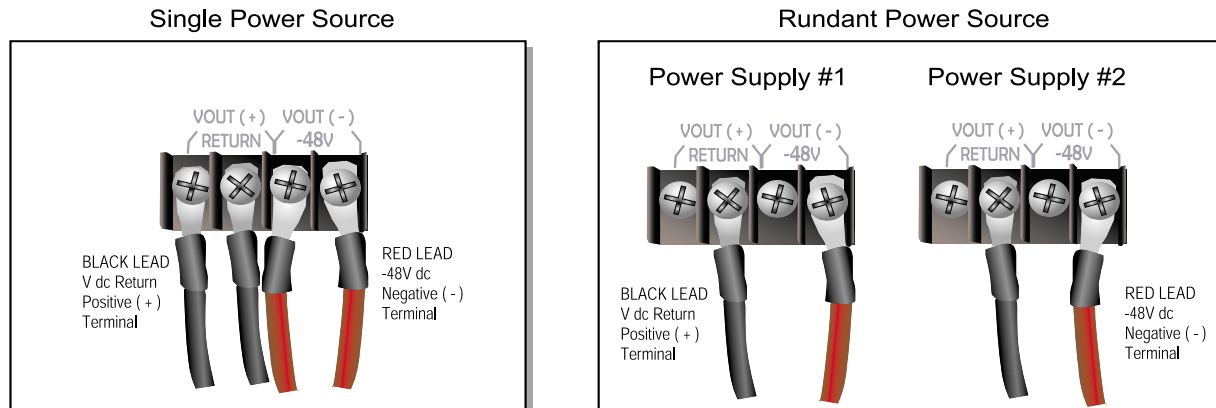 Single Power Source
VOUT ( + ) VOUT ( - )
RETURN -48V
BLACK LEAD
V dc Return
Positive ( + )
Terminal
RED LEAD
-48V dc
Negative ( - )
Terminal
Rundant Power Source
Power Supply #1
VOUT ( + ) VOUT ( - )
RETURN -48V
BLACK LEAD
V dc Return
Positive ( + )
Terminal
Power Supply #2
VOUT ( + ) VOUT ( - )
RETURN -48V
RED LEAD
-48V dc
Negative ( - )
Terminal